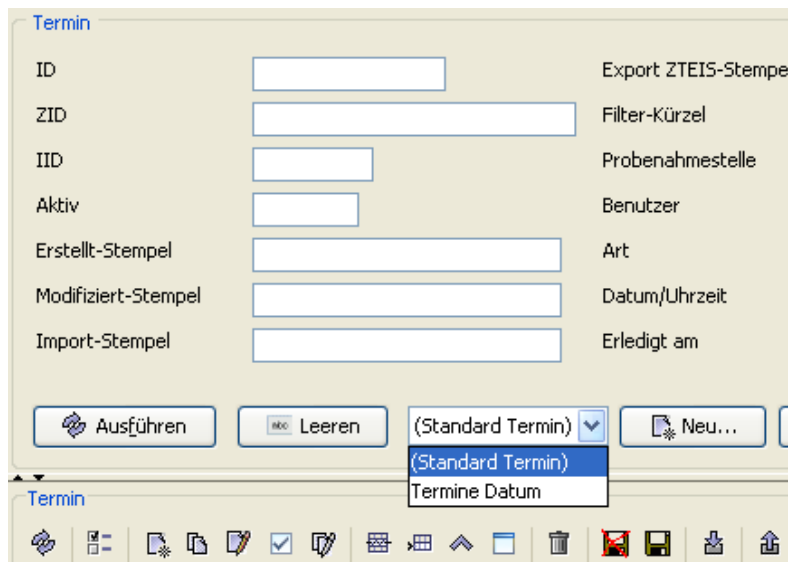 Termin
ID Export ZTEIS-Stempe
ZID Filter-Kürzel
IID Probenahmestelle
Aktiv Benutzer
Erstellt-Stempel Art
Modifiziert-Stempel Datum/Uhrzeit
Import-Stempel Erledigt am
Ausführen abc Leeren (Standard Termin) Neu...
(Standard Termin)
Termine Datum
Termin